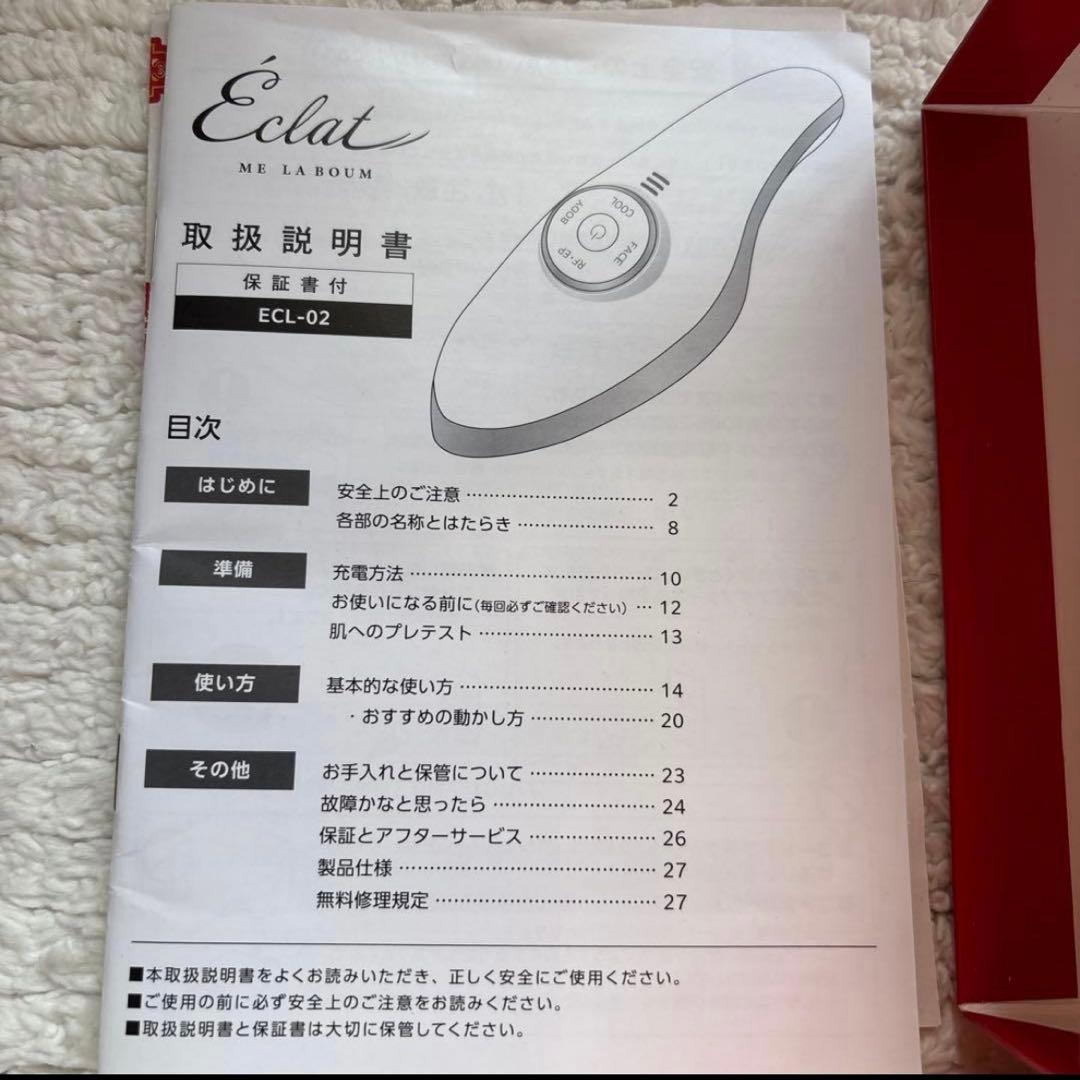 Éclat
ME LA BOUM
取扱説明書
保証書付
ECL-02
BODY
COOL
FACE
RF・EP
目次
はじめに
安全上のご注意 ………………………… 2
各部の名称とはたらき ………………… 8
準備
充電方法 ………………………………… 10
お使いになる前に(毎回必ずご確認ください) … 12
肌へのプレテスト ……………………… 13
使い方
基本的な使い方 ………………………… 14
・おすすめの動かし方 ………………… 20
その他
お手入れと保管について ……………… 23
故障かなと思ったら …………………… 24
保証とアフターサービス ……………… 26
製品仕様 ………………………………… 27
無料修理規定 …………………………… 27
■本取扱説明書をよくお読みいただき、正しく安全にご使用ください。
■ご使用の前に必ず安全上のご注意をお読みください。
■取扱説明書と保証書は大切に保管してください。